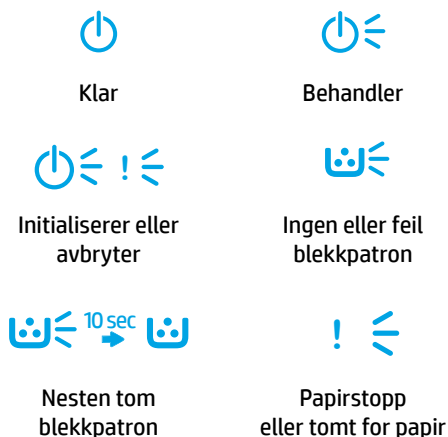 Klar
Behandler
!
Initialiserer eller
avbryter
Ingen eller feil
blekkpatron
10 sec
Nesten tom
blekkpatron
!
Papirstopp
eller tomt for papir